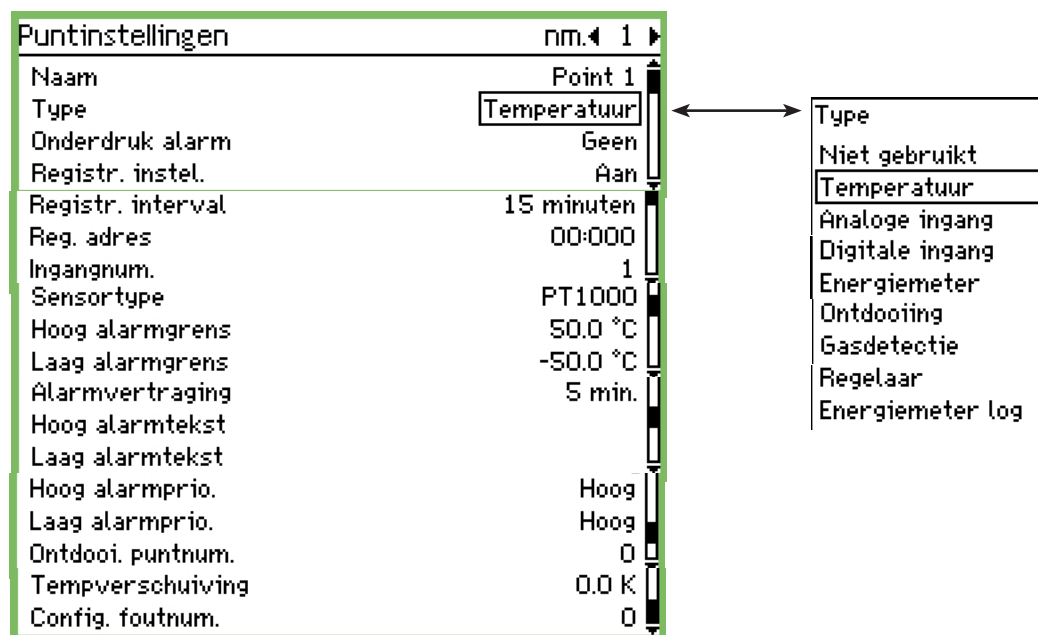 Puntinstellingen nm. 1
Naam Point 1
Type Temperatuur
Onderdruk alarm Geen
Registr. instel. Aan
Registr. interval 15 minuten
Reg. adres 00:000
Ingangnum. 1
Sensortype PT1000
Hoog alarmgrens 50.0 °C
Laag alarmgrens -50.0 °C
Alarmvertraging 5 min.
Hoog alarmtekst
Laag alarmtekst
Hoog alarmprio. Hoog
Laag alarmprio. Hoog
Ontdooi. puntnum. 0
Tempverschuiving 0.0 K
Config. foutnum. 0
Type
Niet gebruikt
Temperatuur
Analoge ingang
Digitale ingang
Energiemeter
Ontdooiing
Gasdetectie
Regelaar
Energiemeter log